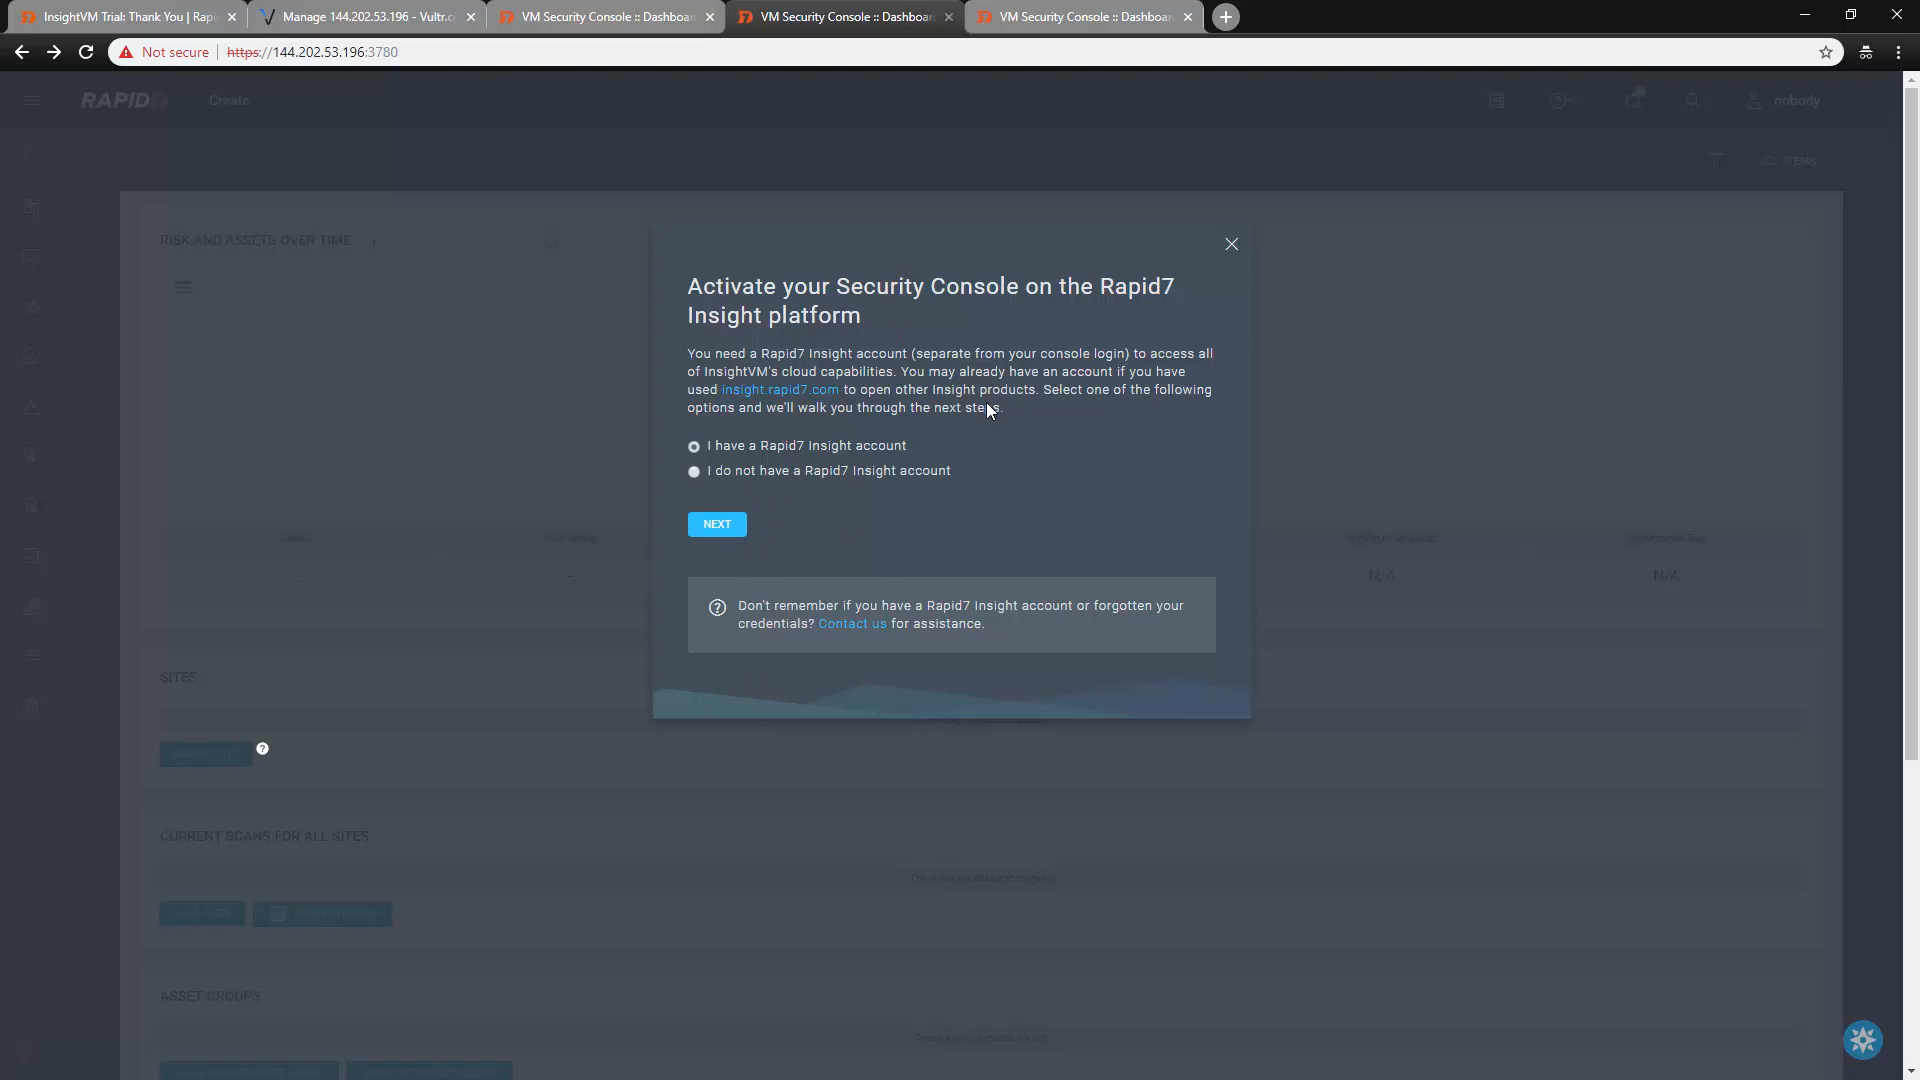 InsightVM Trial: Thank You | Rapi
Manage 144.202.53.196 - Vultr.c
VM Security Console :: Dashboar
VM Security Console :: Dashboar
VM Security Console :: Dashboar
Not secure
https://144.202.53.196:3780
RAPID7
Create
nobody
ITEMS
RISK AND ASSETS OVER TIME
Activate your Security Console on the Rapid7
Insight platform
You need a Rapid7 Insight account (separate from your console login) to access all
of InsightVM's cloud capabilities. You may already have an account if you have
used insight.rapid7.com to open other Insight products. Select one of the following
options and we'll walk you through the next steps.
I have a Rapid7 Insight account
I do not have a Rapid7 Insight account
NEXT
N/A
N/A
Don't remember if you have a Rapid7 Insight account or forgotten your
credentials? Contact us for assistance.
SITES
CURRENT SCANS FOR ALL SITES
ASSET GROUPS